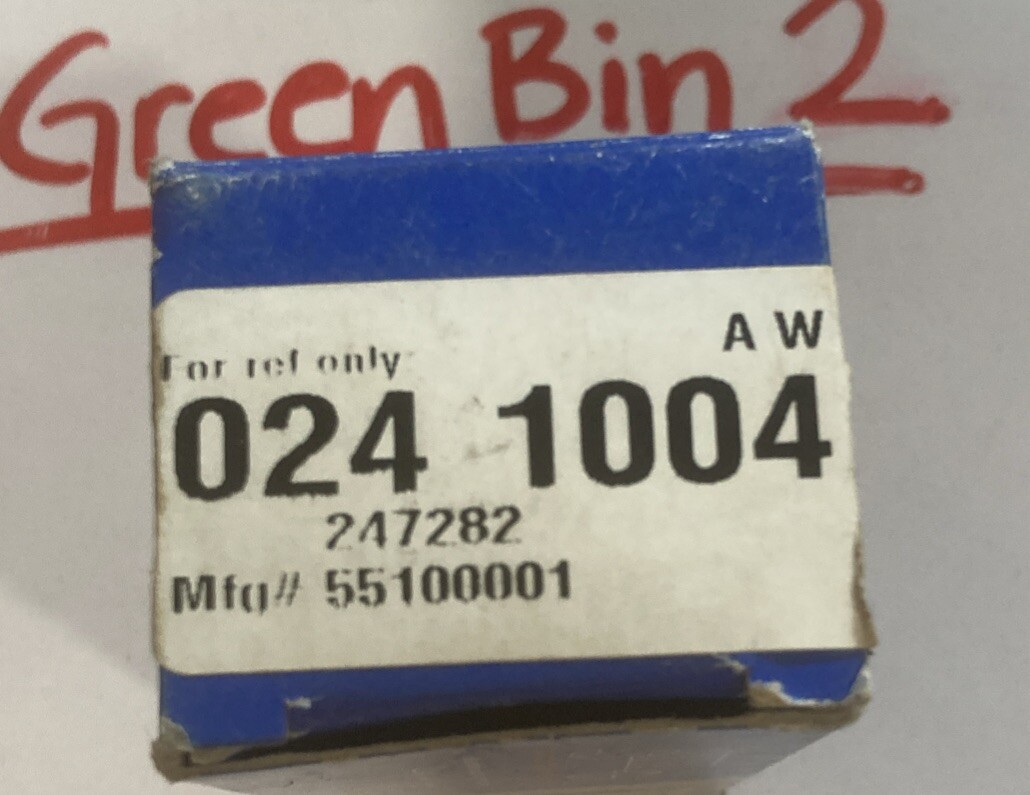 Green Bin 2
A W
For ref only
024 1004
247282
Mfg# 55100001